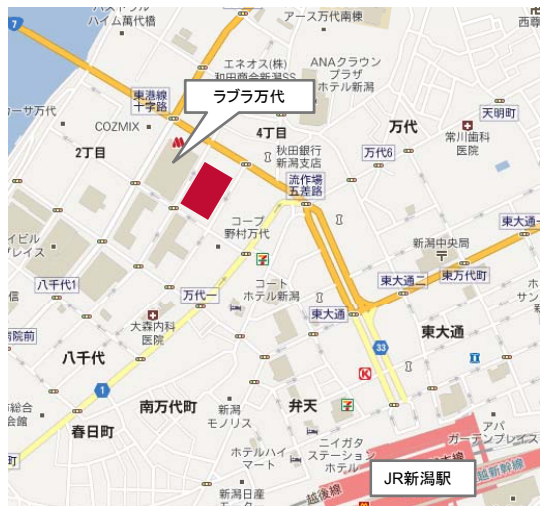 ハイム萬代橋
アース万代南棟
7
エネオス(株)
和田商会新潟SS
ANAクラウン
プラザ
ホテル新潟
東港線
十字路
ラブラ万代
COZMIX
4丁目
万代
天明町
常川歯科
医院
2丁目
秋田銀行
新潟支店
万代6
流作場
五差路
コープ
野村万代
新潟中央局
東大通二
東万代町
八千代1
万代一
コート
ホテル新潟
東大通
大森内科
医院
東大通
33
八千代
1
南万代町
新潟
モノリス
弁天
春日町
アパ
ガーデンプレイス
ホテルハイ
マート
ニイガタ
ステーション
ホテル
JR新潟駅
越後線
越新幹線
新潟日産